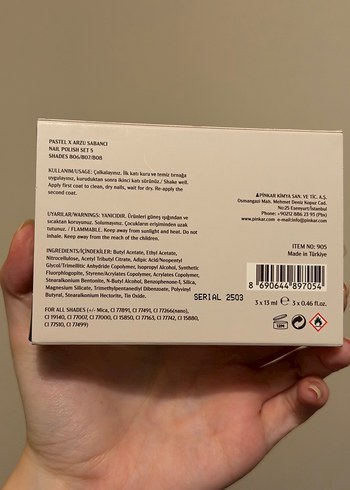 PASTEL X ARZU SABANCI
NAIL POLISH SET 5
SHADES 806/807/808
KULLANIM/USAGE: Çalkalayınız. İlk katı kuru ve temiz tırnağa
uygulayınız, kuruduktan sonra ikinci katı sürünüz./ Shake well.
Apply first coat to clean, dry nails, wait for dry. Re-apply the
second coat.
UYARILAR/WARNINGS: YANICIDIR. Ürünleri güneş ışığından ve
sıcaktan koruyunuz. Solumayınız. Çocukların erişiminden uzak
tutunuz. / FLAMMABLE. Keep away from sunlight and heat. Do not
inhale. Keep away from the reach of the children.
INGREDIENTS/İÇİNDEKİLER: Butyl Acetate, Ethyl Acetate,
Nitrocellulose, Acetyl Tributyl Citrate, Adipic Acid/Neopentyl
Glycol/Trimellitic Anhydride Copolymer, Isopropyl Alcohol, Synthetic
Fluorphlogopite, Styrene/Acrylates Copolymer, Acrylates Copolymer,
Stearalkonium Bentonite, N-Butyl Alcohol, Benzophenone-1, Silica,
Magnesium Silicate, Trimethylpentanediyl Dibenzoate, Polyvinyl
Butyral, Stearalkonium Hectorite, Tin Oxide.
FOR ALL SHADES (+/- Mica, CI 77891, CI 77491, CI 77266(nano),
CI 19140, CI 77007, CI 77000, CI 15850, CI 77163, CI 77742, CI 15880,
CI 77510, CI 77499)
PİNKAR KİMYA SAN. VE TİC. A.Ş.
Osmangazi Mah. Mehmet Deniz Kopuz Cad.
No:25 Esenyurt/İstanbul
Phone: +90212 886 23 93 (Pbx)
www.pinkar.com e-mail:info@pinkar.com
ITEM NO: 905
Made in Türkiye
8 690644 897054
SERIAL 2503
3 x 13 ml ℮ 3 x 0.46 fl.oz.
12M